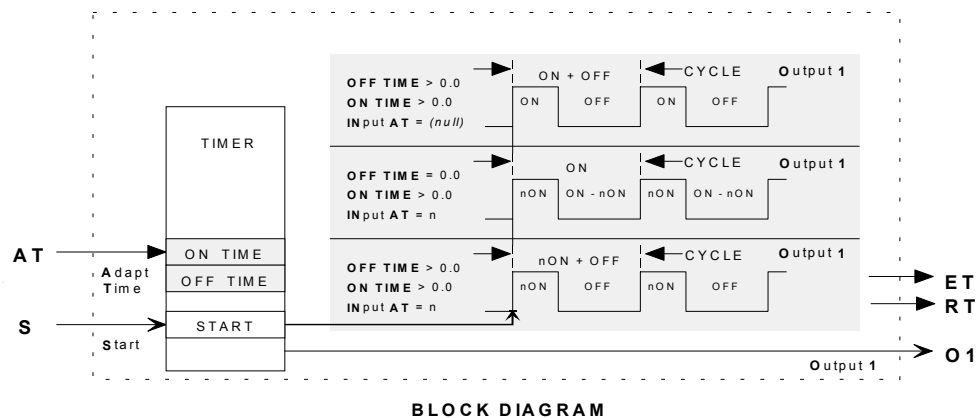 TIMER
AT
Adapt
Time
ON TIME
OFF TIME
S
Start
START
OFF TIME > 0.0
ON TIME > 0.0
INput AT = (null)
ON + OFF
CYCLE
Output 1
ON OFF ON OFF
OFF TIME = 0.0
ON TIME > 0.0
INput AT = n
ON
CYCLE
Output 1
nON ON - nON nON ON - nON
OFF TIME > 0.0
ON TIME > 0.0
INput AT = n
nON + OFF
CYCLE
Output 1
nON OFF nON OFF
ET
RT
O1
Output 1
BLOCK DIAGRAM